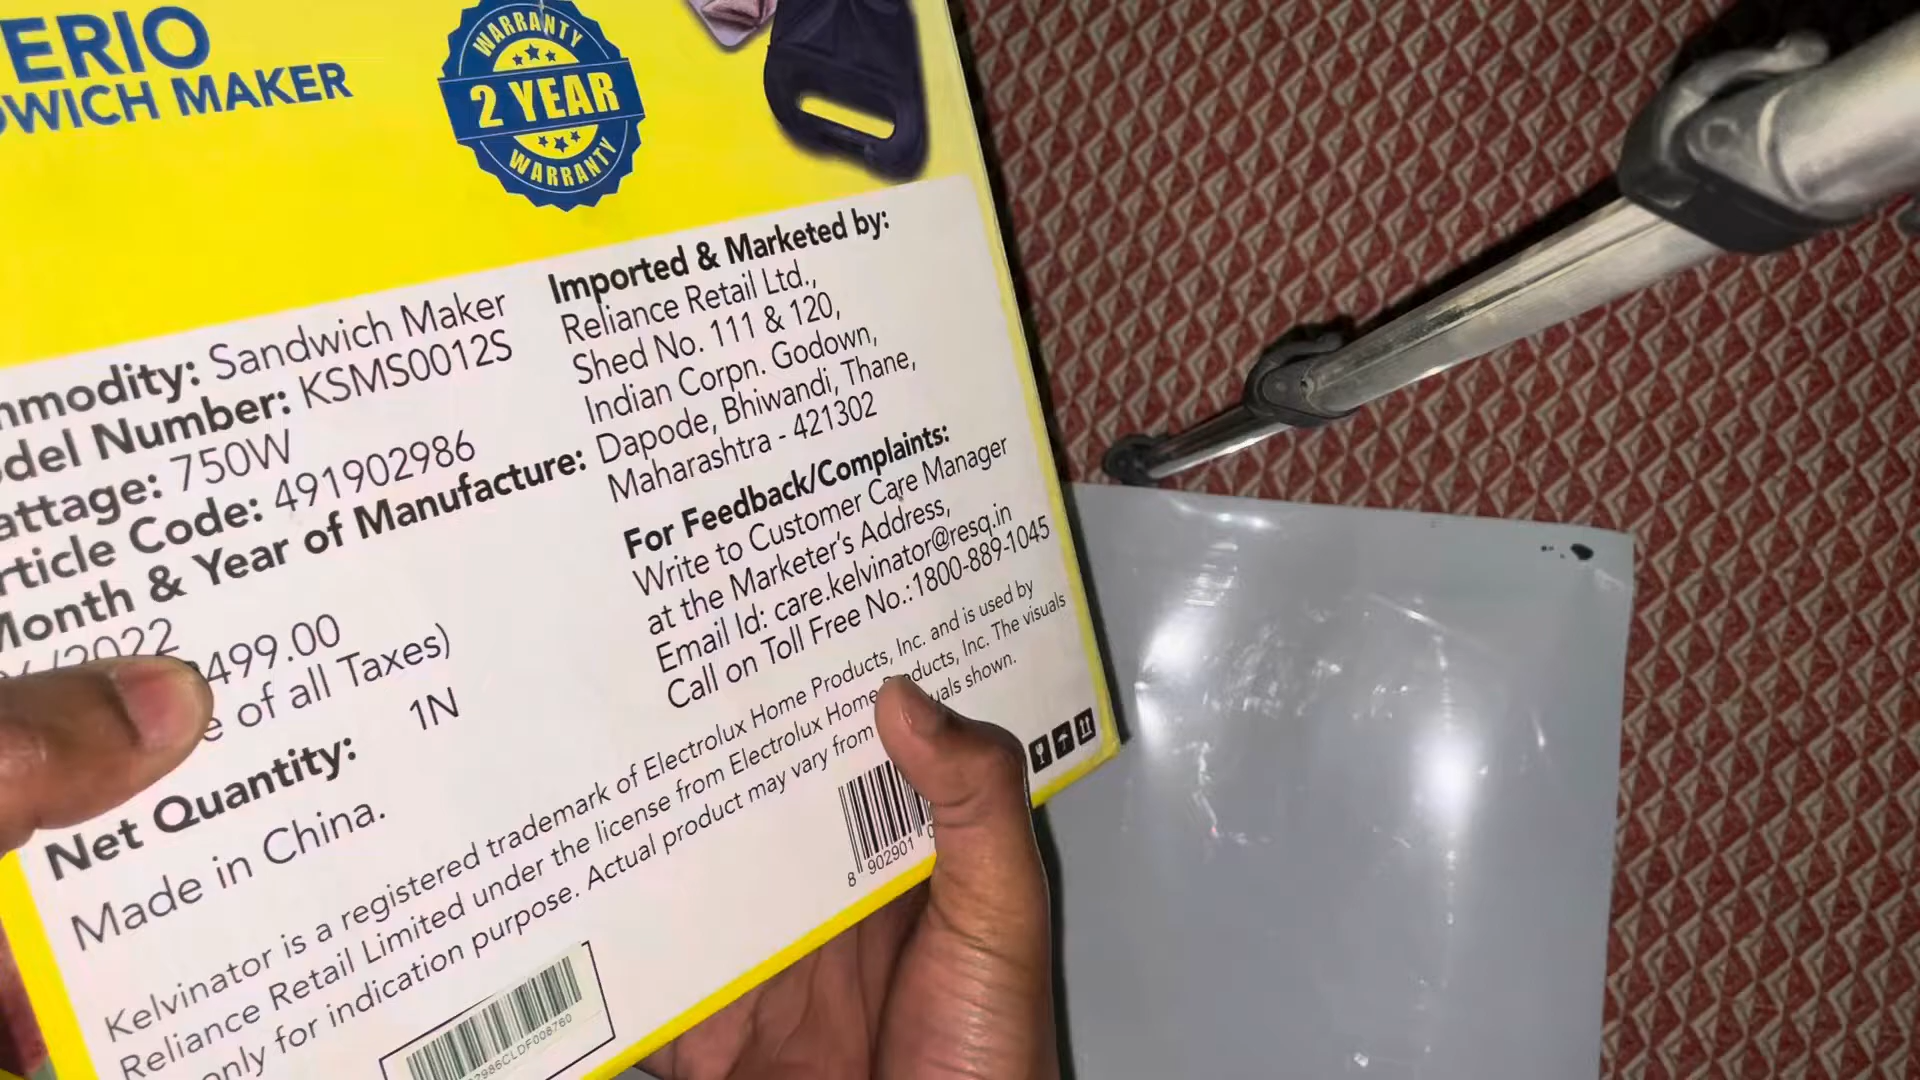 ERIO
WICH MAKER
WARRANTY
2 YEAR
WARRANTY
mmodity: Sandwich Maker
del Number: KSMS0012S
attage: 750W
rticle Code: 491902986
Month & Year of Manufacture:
/2022
499.00
e of all Taxes)
Net Quantity: 1N
Made in China.
Imported & Marketed by:
Reliance Retail Ltd.,
Shed No. 111 & 120,
Indian Corpn. Godown,
Dapode, Bhiwandi, Thane,
Maharashtra - 421302
For Feedback/Complaints:
Write to Customer Care Manager
at the Marketer's Address,
Email Id: care.kelvinator@resq.in
Call on Toll Free No.:1800-889-1045
Kelvinator is a registered trademark of Electrolux Home Products, Inc. and is used by
Reliance Retail Limited under the license from Electrolux Home Products, Inc. The visuals
only for indication purpose. Actual product may vary from uals shown.
8 902901
2986CLDF008760